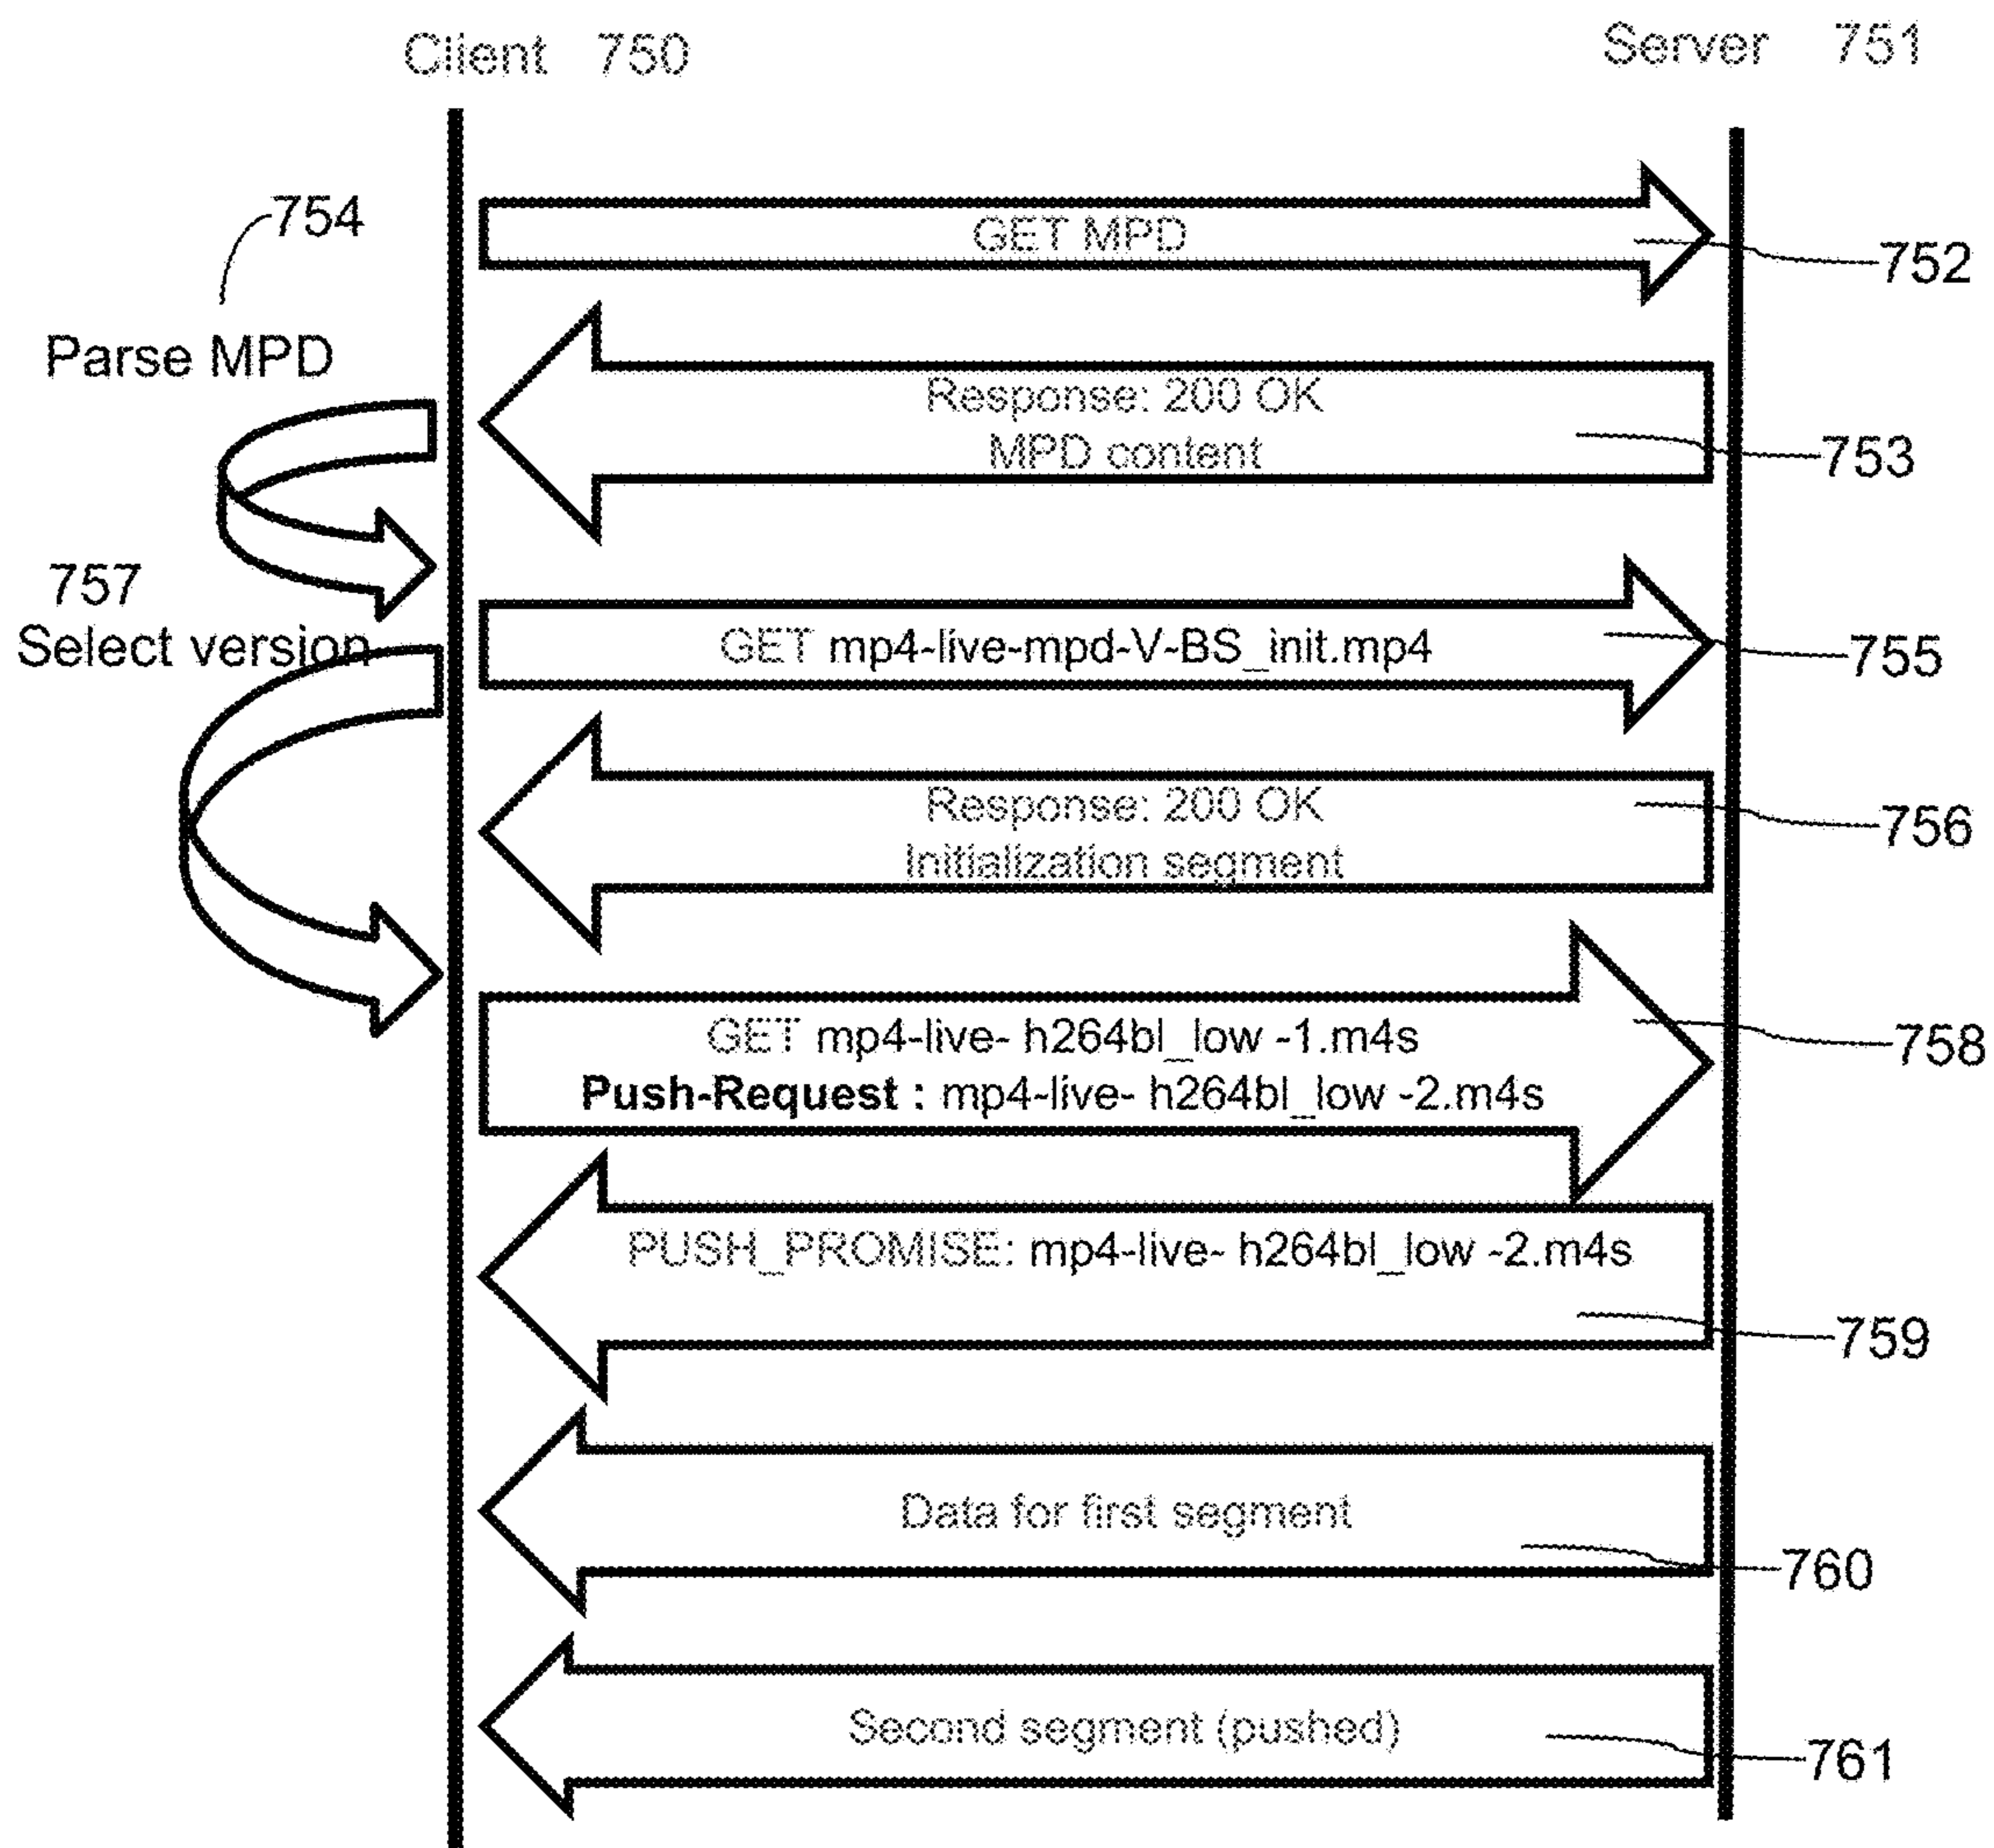 Client 750
Server 751
754
GET MPD
752
Parse MPD
Response: 200 OK
MPD content
753
757
Select version
GET mp4-live-mpd-V-BS_init.mp4
755
Response: 200 OK
Initialization segment
756
GET mp4-live- h264bl_low -1.m4s
Push-Request : mp4-live- h264bl_low -2.m4s
758
PUSH_PROMISE: mp4-live- h264bl_low -2.m4s
759
Data for first segment
760
Second segment (pushed)
761